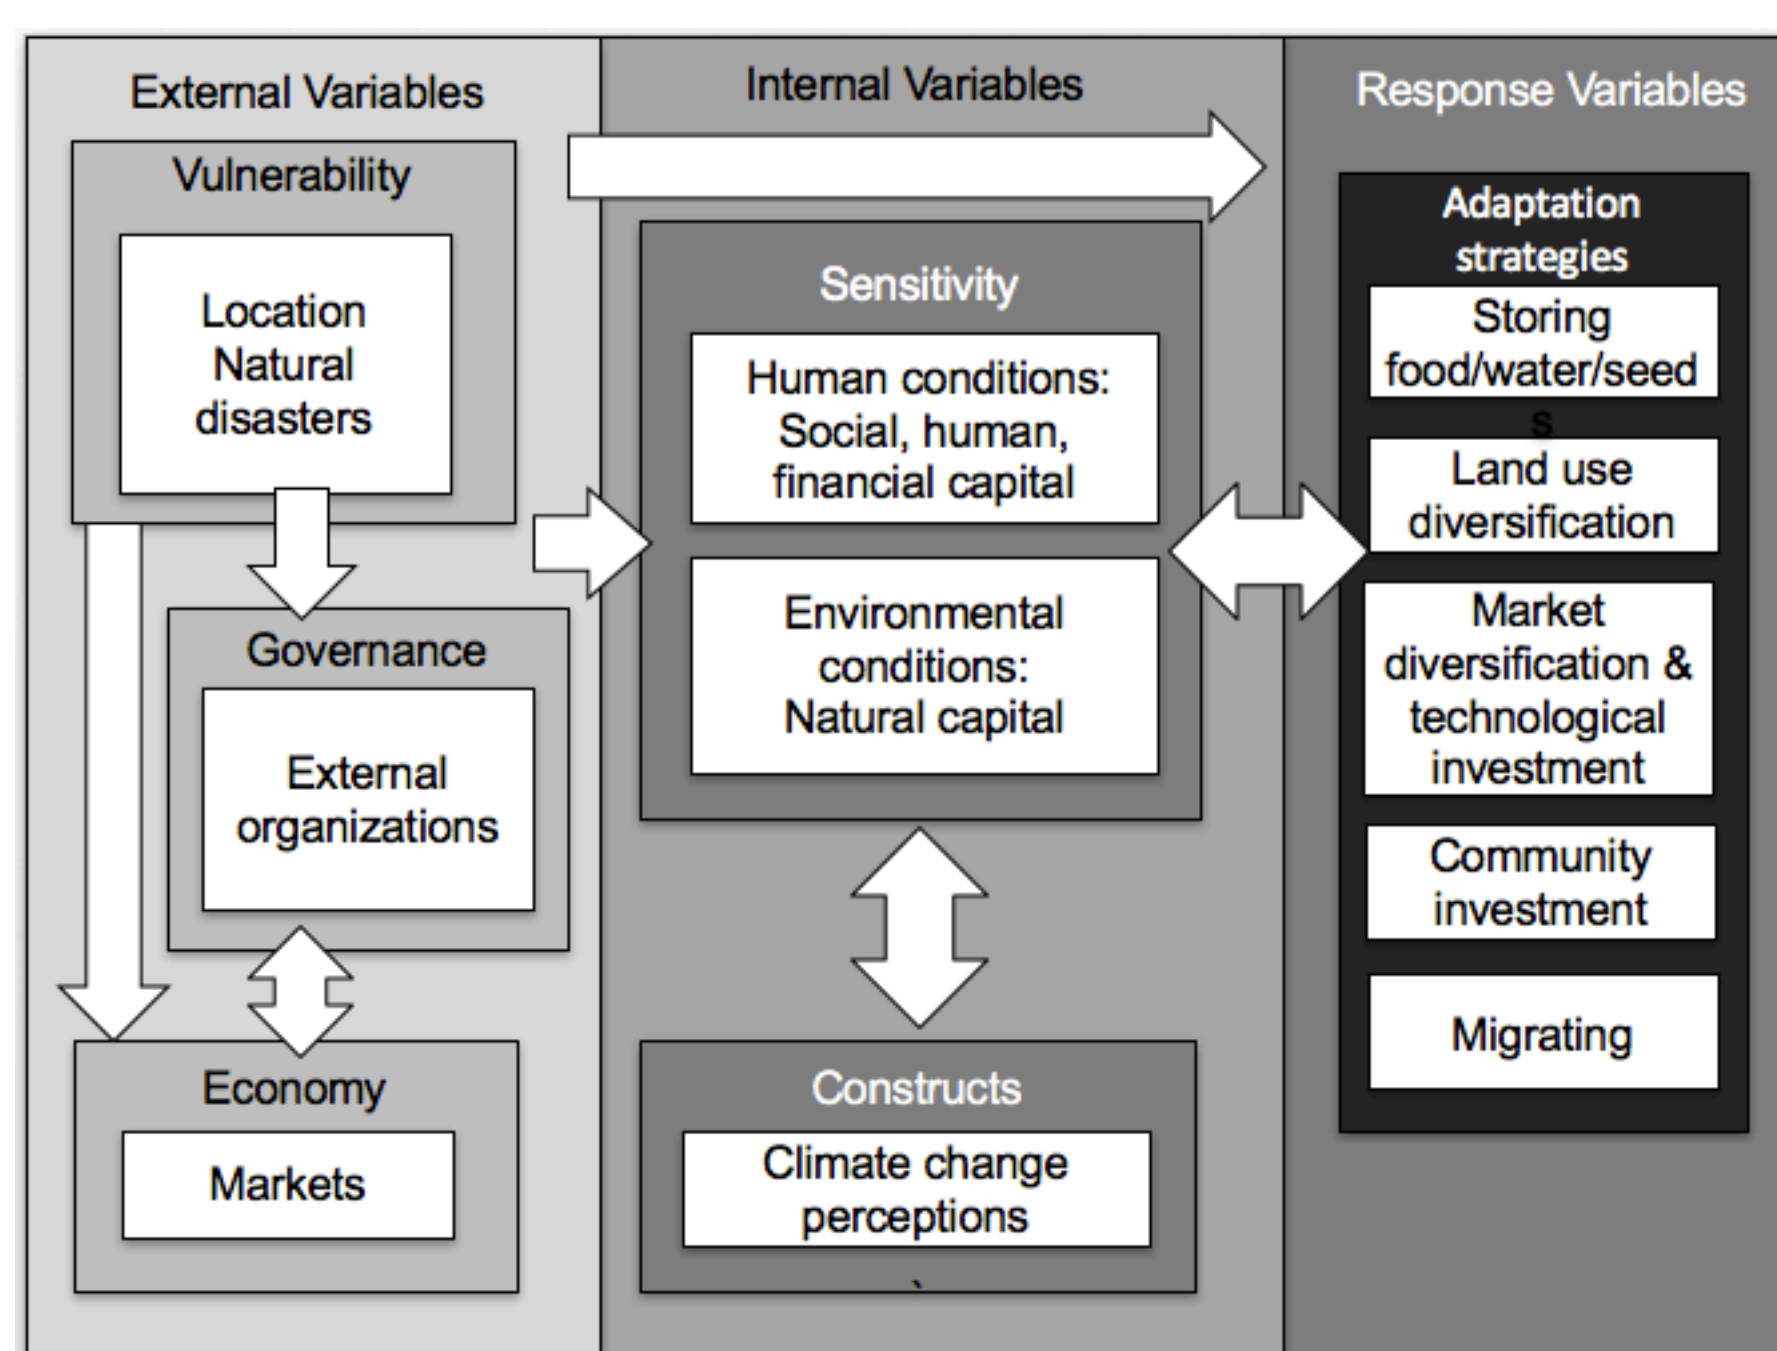 External Variables
Vulnerability
Location
Natural
disasters
Governance
External
organizations
Economy
Markets
Internal Variables
Sensitivity
Human conditions:
Social, human,
financial capital
Environmental
conditions:
Natural capital
Constructs
Climate change
perceptions
`
Response Variables
Adaptation
strategies
Storing
food/water/seed
s
Land use
diversification
Market
diversification &
technological
investment
Community
investment
Migrating